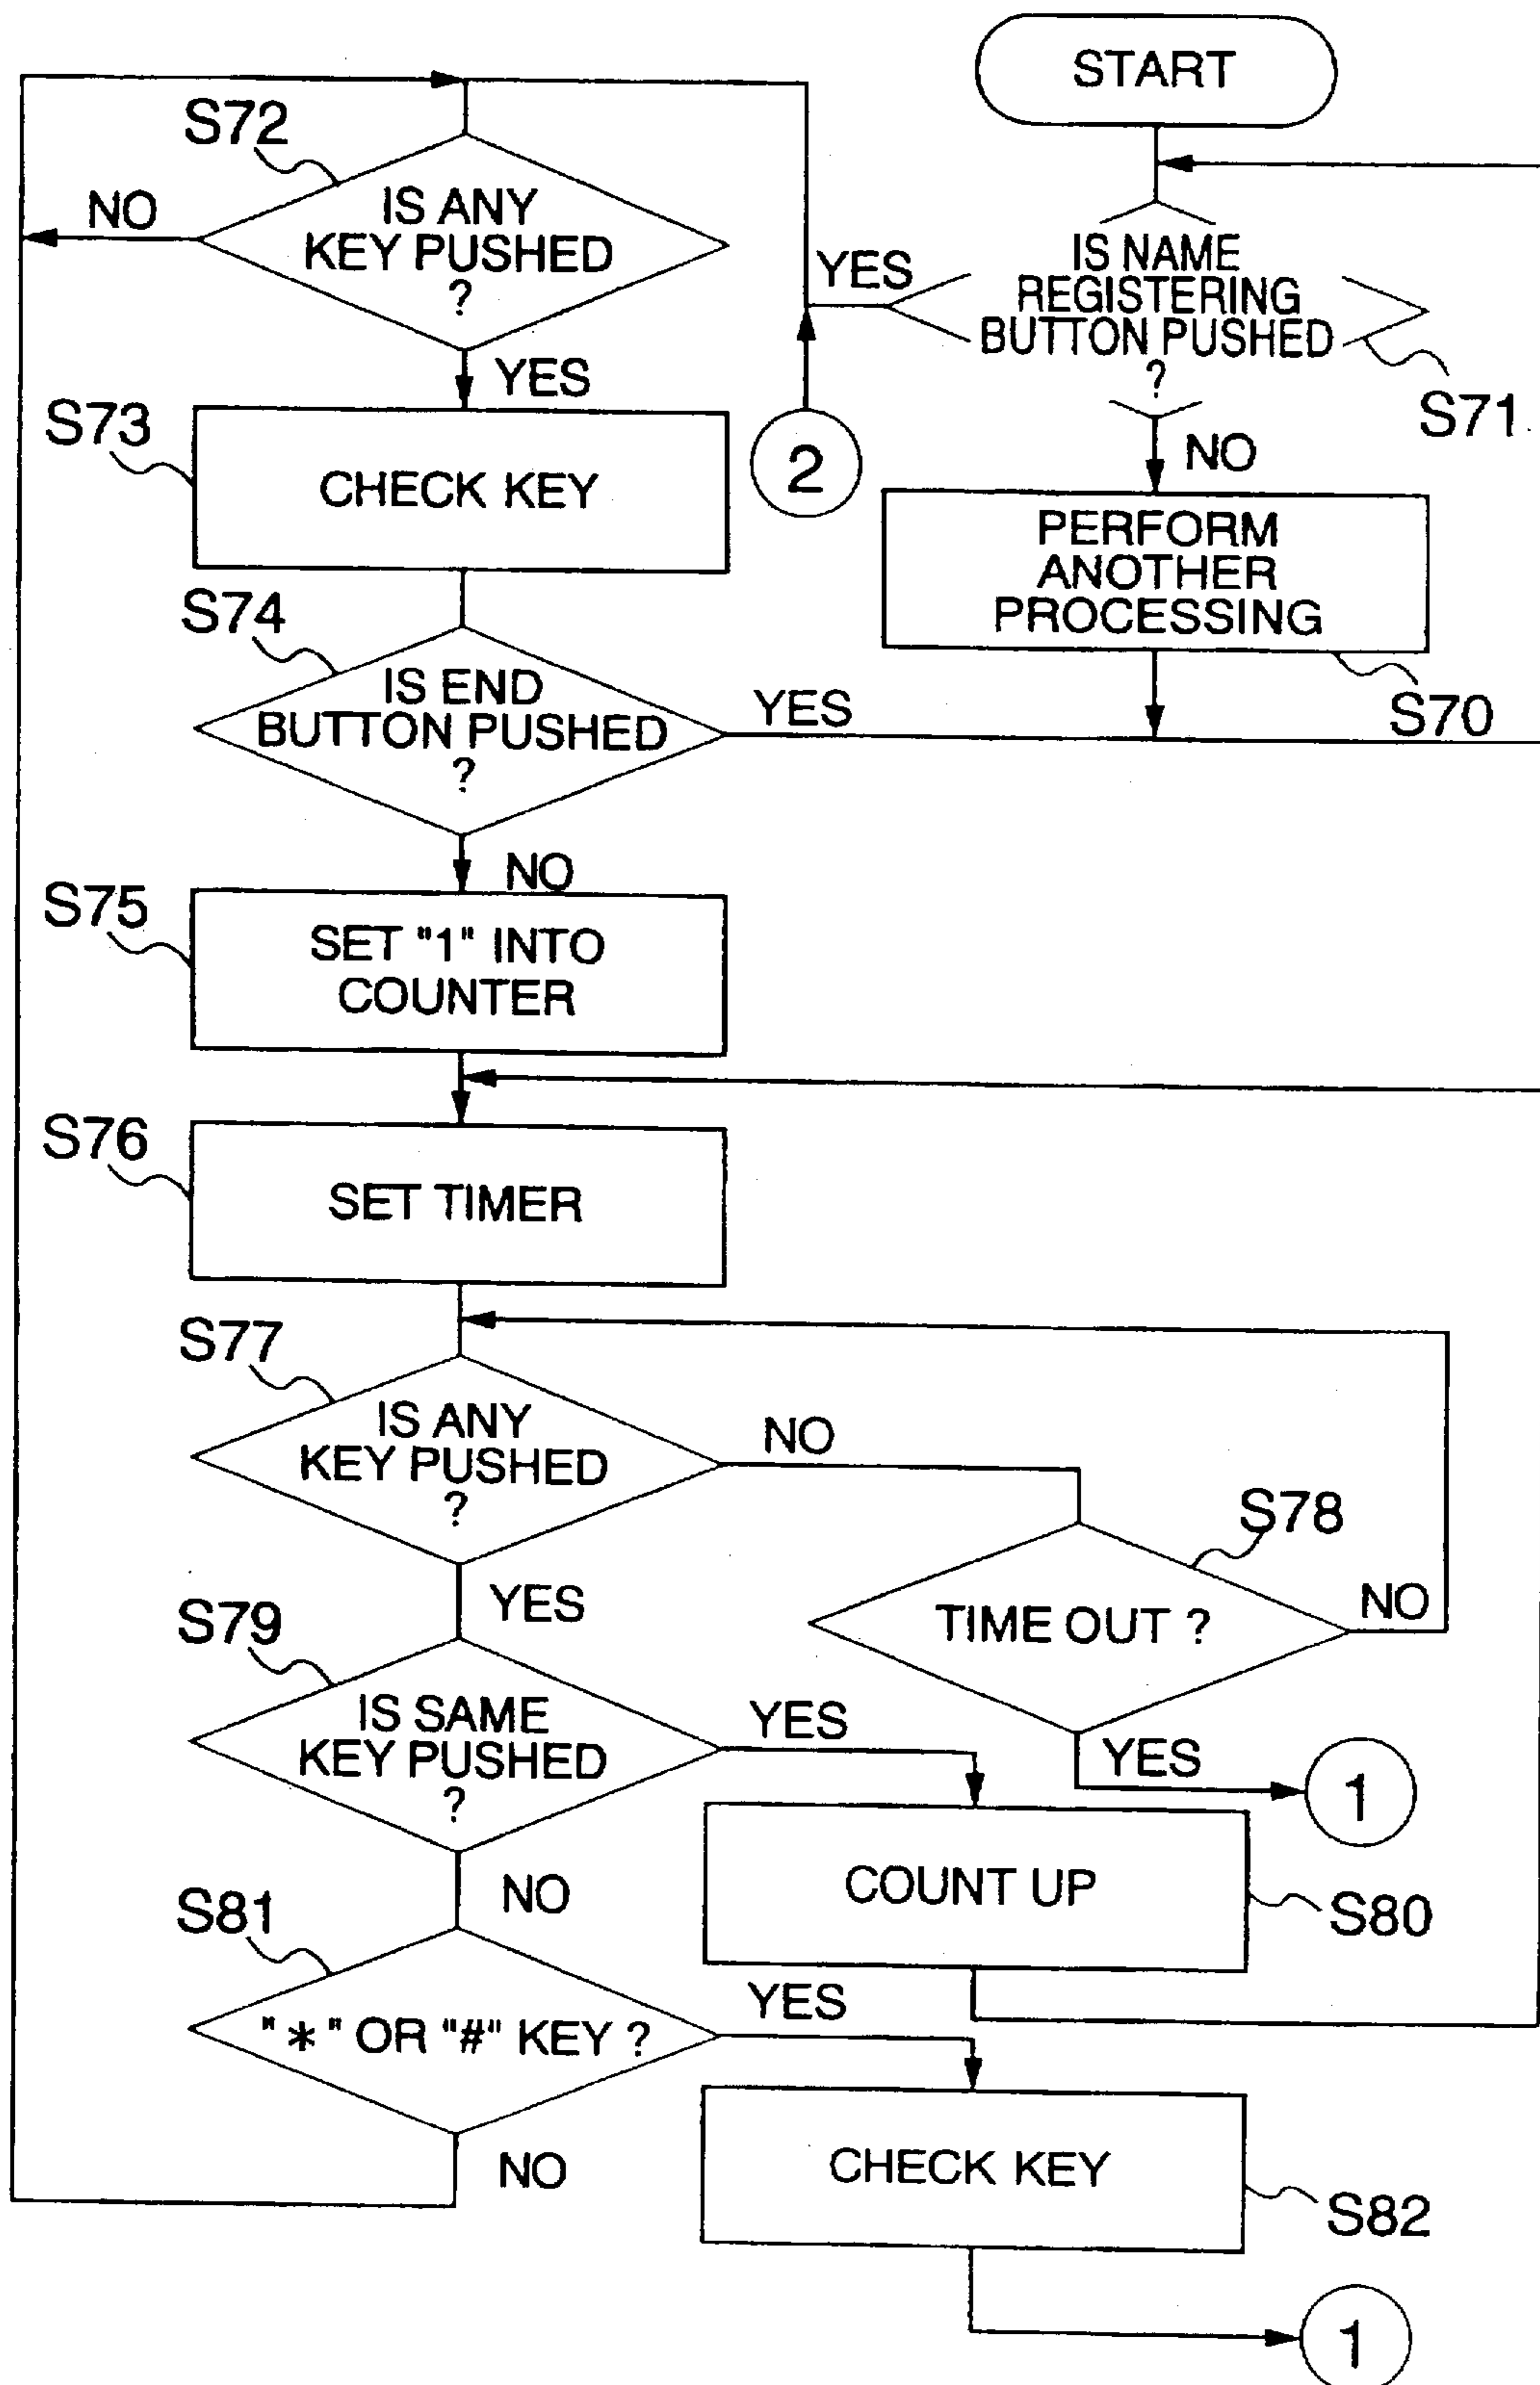 START
S72
NO
IS ANY
KEY PUSHED
?
YES
IS NAME
REGISTERING
BUTTON PUSHED
?
S71
YES
S73
CHECK KEY
2
NO
PERFORM
ANOTHER
PROCESSING
S70
S74
IS END
BUTTON PUSHED
?
YES
NO
S75
SET "1" INTO
COUNTER
S76
SET TIMER
S77
IS ANY
KEY PUSHED
?
NO
S78
TIME OUT ?
NO
YES
S79
IS SAME
KEY PUSHED
?
YES
YES
1
COUNT UP
S80
NO
S81
"*" OR "#" KEY ?
YES
CHECK KEY
S82
NO
1